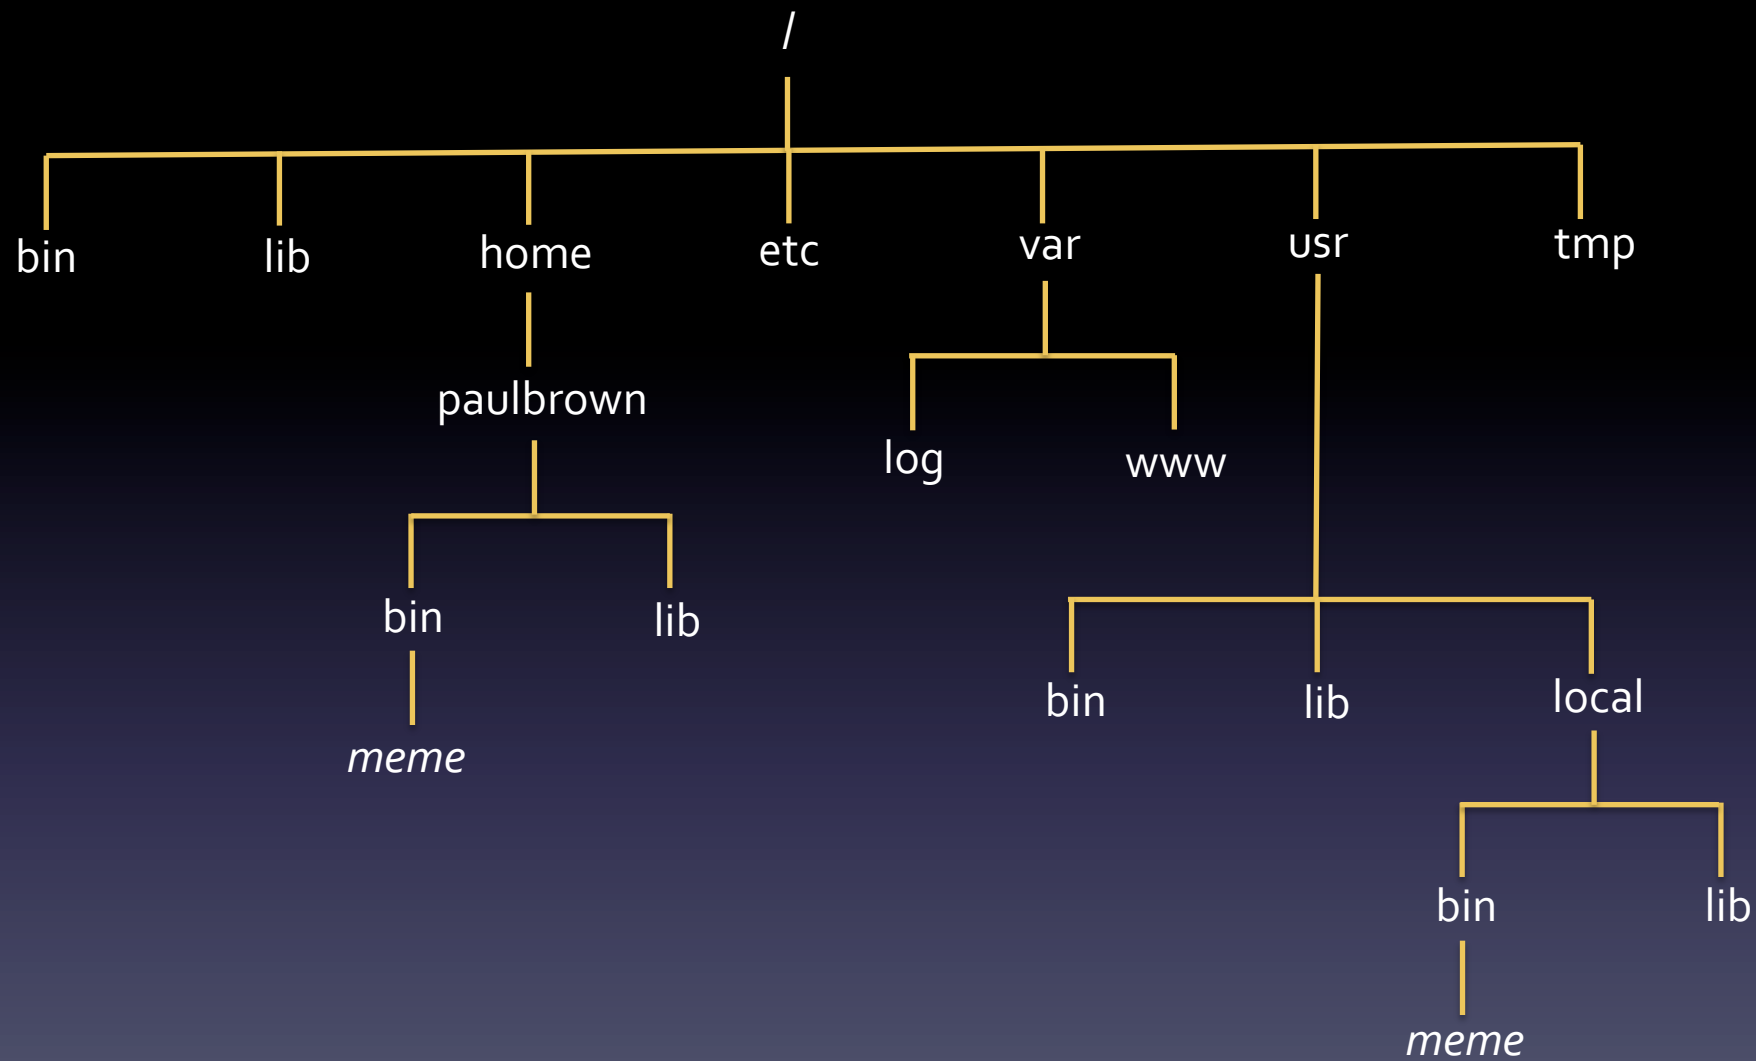 /
bin lib home etc var usr tmp
paulbrown
log www
bin lib
bin lib local
meme
bin lib
meme